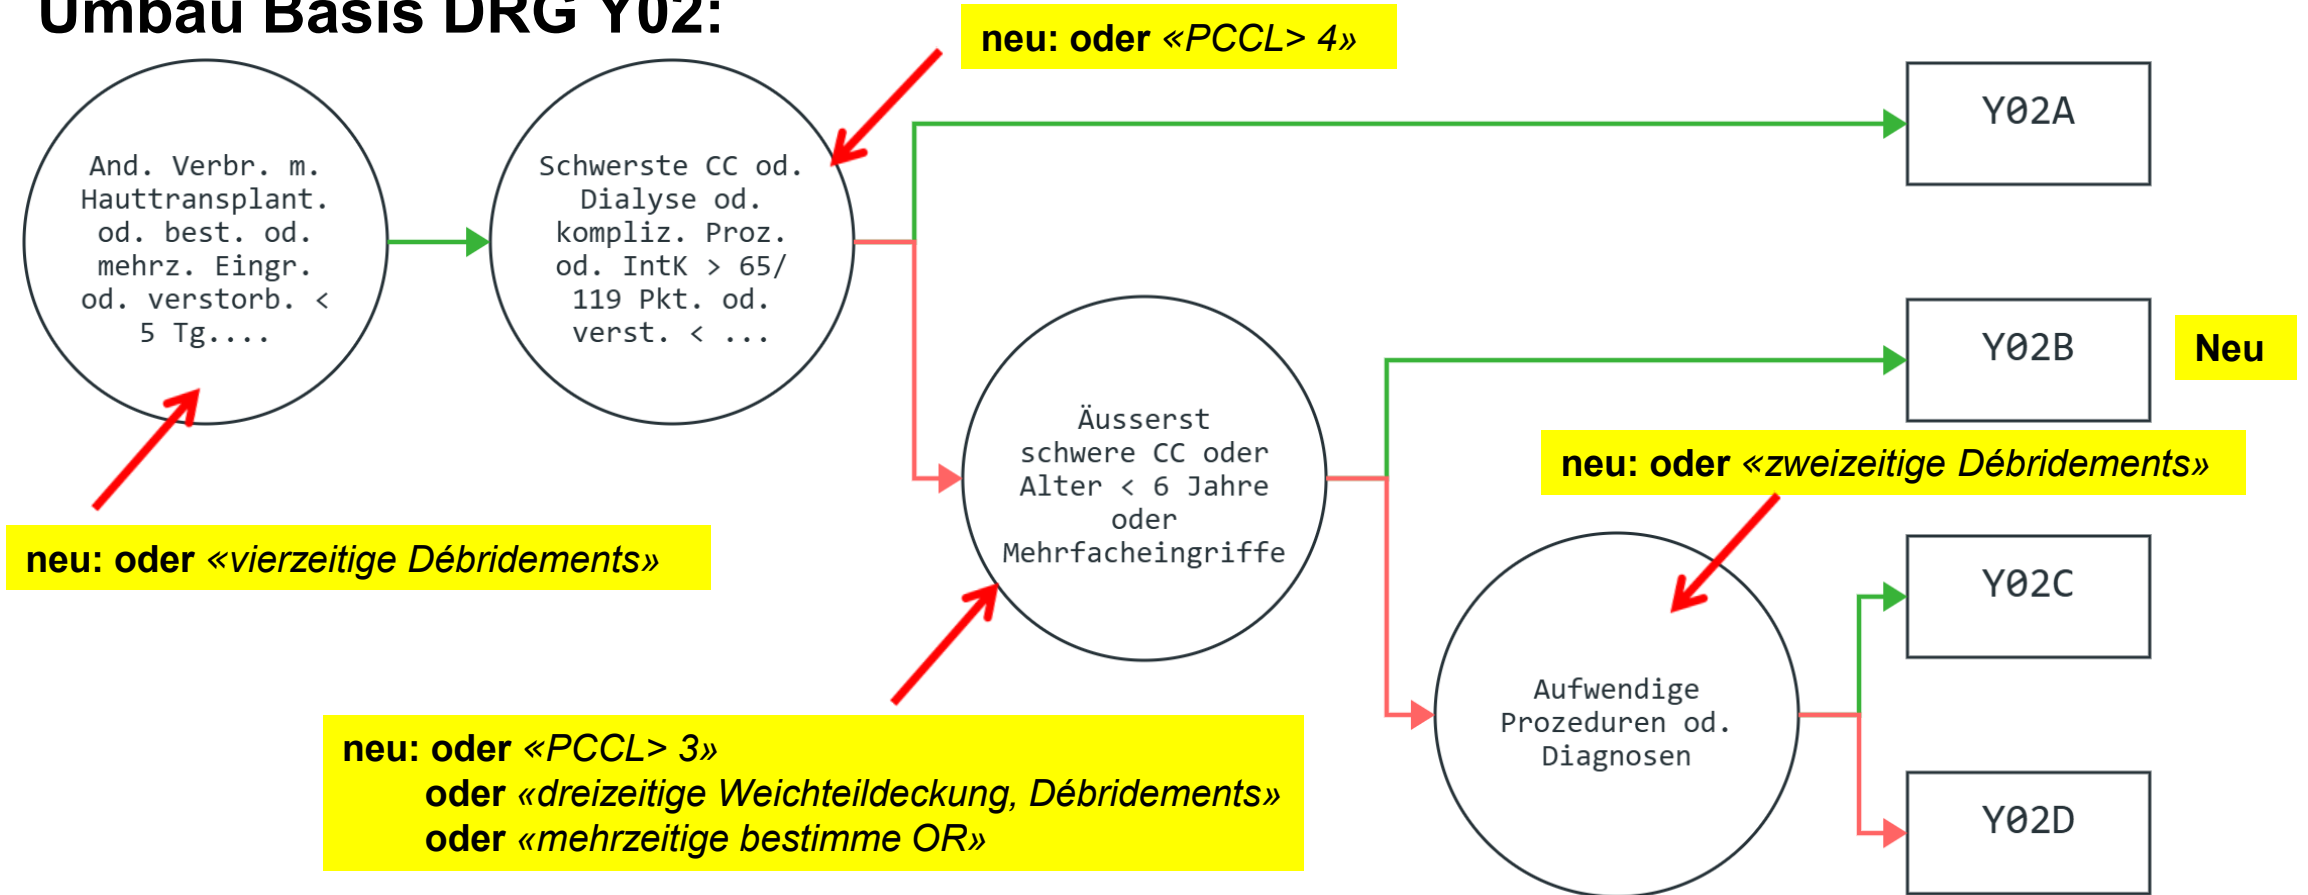 Umbau Basis DRG Y02:
neu: oder «PCCL> 4»
And. Verbr. m.
Hauttransplant.
od. best. od.
mehrz. Eingr.
od. verstorb. <
5 Tg....
Schwerste CC od.
Dialyse od.
kompliz. Proz.
od. IntK > 65/
119 Pkt. od.
verst. < ...
Y02A
Y02B
Neu
Äusserst
schwere CC oder
Alter < 6 Jahre
oder
Mehrfacheingriffe
neu: oder «zweizeitige Débridements»
neu: oder «vierzeitige Débridements»
Y02C
Aufwendige
Prozeduren od.
Diagnosen
neu: oder «PCCL> 3»
oder «dreizeitige Weichteildeckung, Débridements»
oder «mehrzeitige bestimme OR»
Y02D